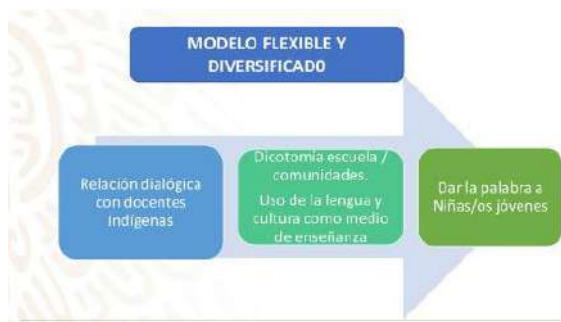 MODELO FLEXIBLE Y
DIVERSIFICADO
Relación dialógica
con docentes
indígenas
Dicotomía escuela /
comunidades.
Uso de la lengua y
cultura como medio
de enseñanza
Dar la palabra a
Niñas/os jóvenes